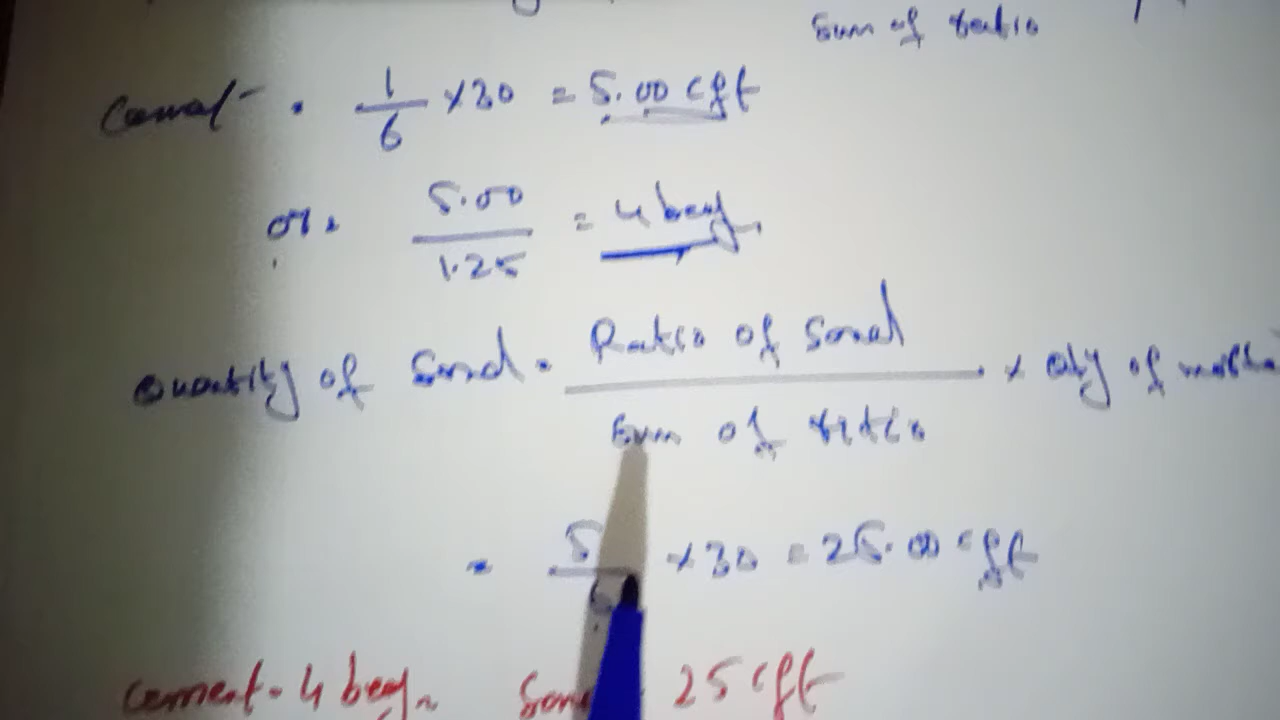 Sum of ratio
Cement = 1/6 × 30 = 5.00 cft
or = 5.00/1.25 = 4 bag.
Quantity of Sand = Ratio of Sand / Sum of ratio × Qty of
= 5/6 × 30 = 25.00 cft
Cement = 4 bag, Sand 25 cft